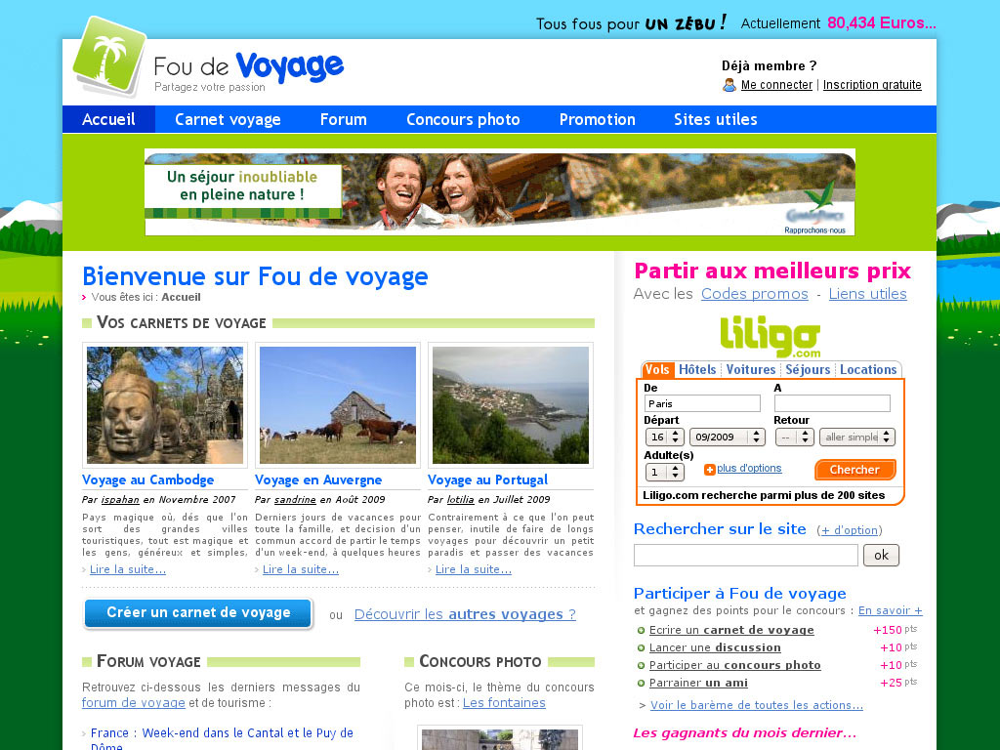 Tous fous pour UN ZÉBU ! Actuellement 80,434 Euros...
Fou de Voyage
Partagez votre passion
Déjà membre ?
Me connecter | Inscription gratuite
Accueil Carnet voyage Forum Concours photo Promotion Sites utiles
Un séjour inoubliable
en pleine nature !
CenterParcs
Rapprochons-nous
Bienvenue sur Fou de voyage
Vous êtes ici : Accueil
Vos carnets de voyage
Voyage au Cambodge
Par ispahan en Novembre 2007
Pays magique où, dés que l'on
sort des grandes villes
touristiques, tout est magique et
les gens, généreux et simples,
Lire la suite...
Voyage en Auvergne
Par sandrine en Août 2009
Derniers jours de vacances pour
toute la famille, et decision d'un
commun accord de partir le temps
d'un week-end, à quelques heures
Lire la suite...
Voyage au Portugal
Par lotilia en Juillet 2009
Contrairement à ce que l'on peut
penser, inutile de faire de longs
voyages pour découvrir un petit
paradis et passer des vacances
Lire la suite...
Créer un carnet de voyage ou Découvrir les autres voyages ?
Forum voyage
Retrouvez ci-dessous les derniers messages du
forum de voyage et de tourisme :
France : Week-end dans le Cantal et le Puy de
Dôme
Concours photo
Ce mois-ci, le thème du concours
photo est : Les fontaines
Partir aux meilleurs prix
Avec les Codes promos - Liens utiles
liligo
.com
Vols Hôtels Voitures Séjours Locations
De A
Paris
Départ Retour
16 09/2009 -- aller simple
Adulte(s)
1 plus d'options Chercher
Liligo.com recherche parmi plus de 200 sites
Rechercher sur le site (+ d'option)
ok
Participer à Fou de voyage
et gagnez des points pour le concours : En savoir +
Ecrire un carnet de voyage +150 pts
Lancer une discussion +10 pts
Participer au concours photo +10 pts
Parrainer un ami +25 pts
> Voir le barème de toutes les actions...
Les gagnants du mois dernier...